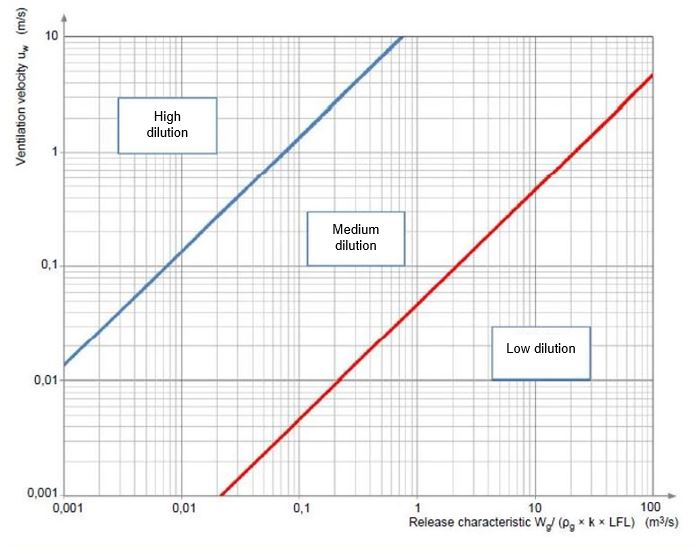 Ventilation velocity uw (m/s)
10
High
dilution
1
Medium
dilution
0,1
Low dilution
0,01
0,001
0,001
0,01
0,1
1
10
100
Release characteristic Wg/ (ρg × k × LFL) (m³/s)